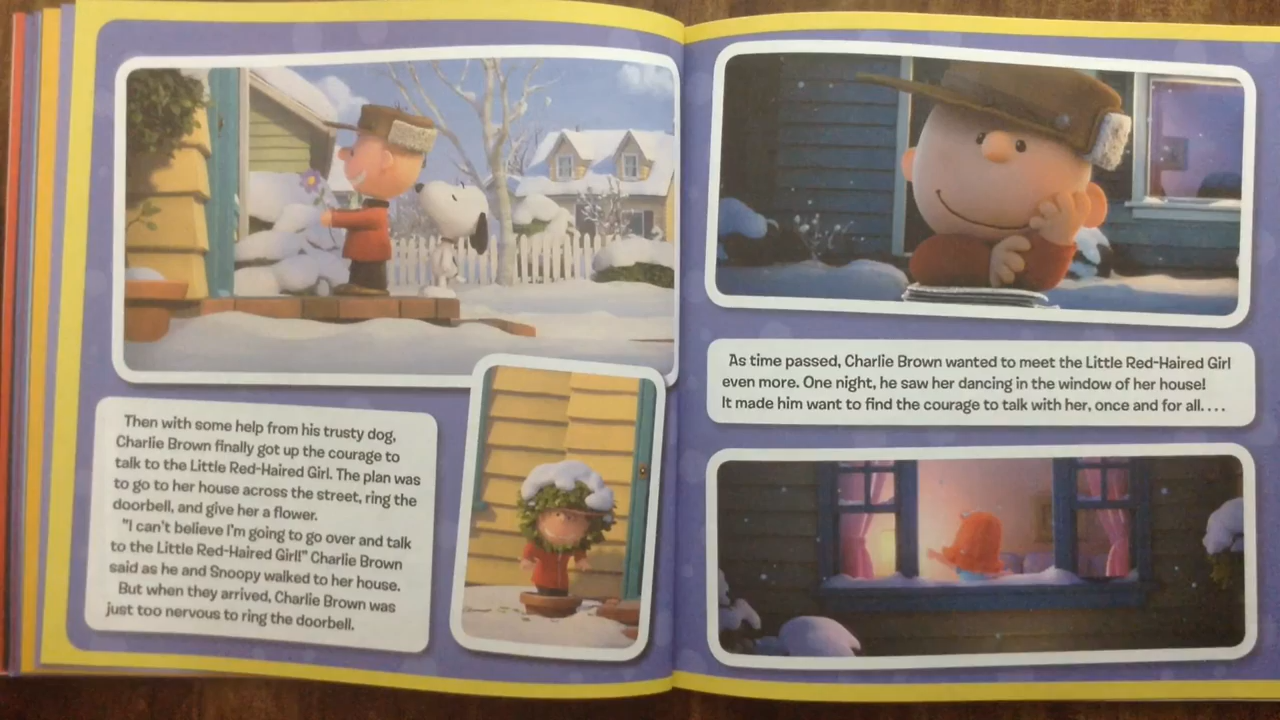 Then with some help from his trusty dog,
Charlie Brown finally got up the courage to
talk to the Little Red-Haired Girl. The plan was
to go to her house across the street, ring the
doorbell, and give her a flower.
"I can't believe I'm going to go over and talk
to the Little Red-Haired Girl!" Charlie Brown
said as he and Snoopy walked to her house.
But when they arrived, Charlie Brown was
just too nervous to ring the doorbell.
As time passed, Charlie Brown wanted to meet the Little Red-Haired Girl
even more. One night, he saw her dancing in the window of her house!
It made him want to find the courage to talk with her, once and for all. . . .